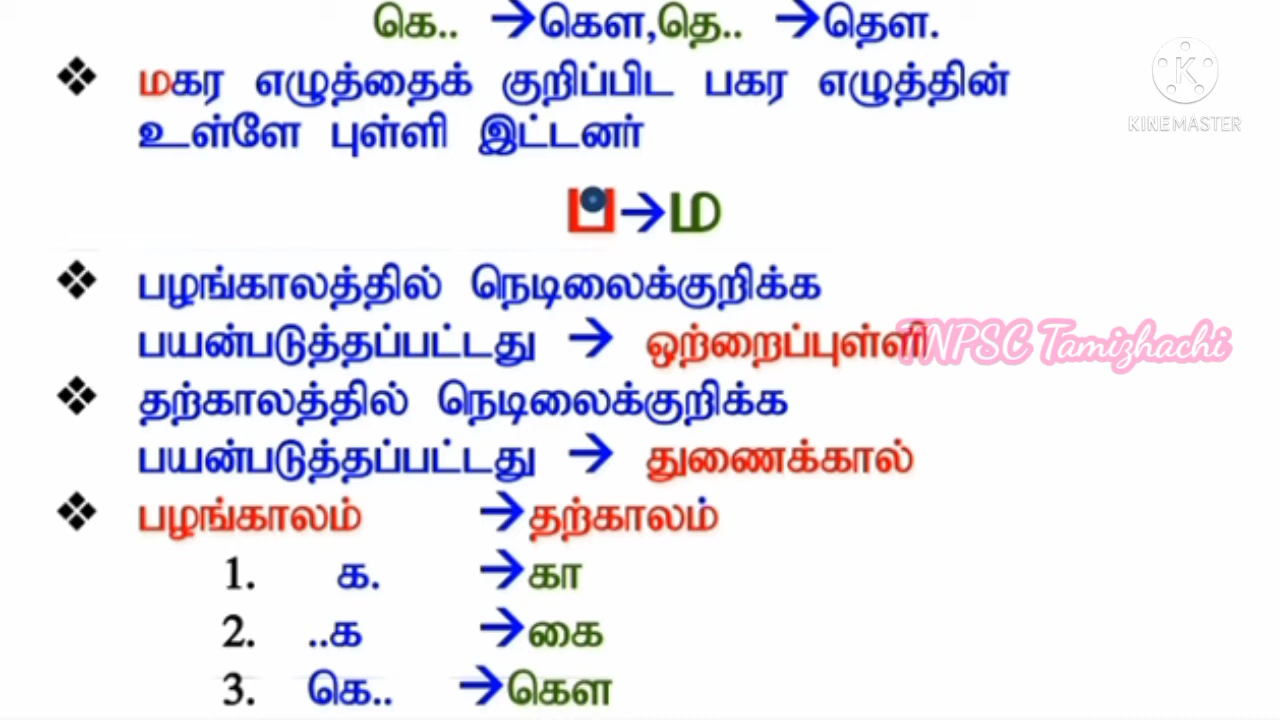 கெ.. →கௌ,தெ.. →தௌ.
❖ மகர எழுத்தைக் குறிப்பிட பகர எழுத்தின்
உள்ளே புள்ளி இட்டனர்
ப→ம
❖ பழங்காலத்தில் நெடிலைக்குறிக்க
பயன்படுத்தப்பட்டது → ஒற்றைப்புள்ளி
❖ தற்காலத்தில் நெடிலைக்குறிக்க
பயன்படுத்தப்பட்டது → துணைக்கால்
❖ பழங்காலம் →தற்காலம்
1. க. →கா
2. ..க →கை
3. கெ.. →கௌ
KINEMASTER
TNPSC Tamizhachi